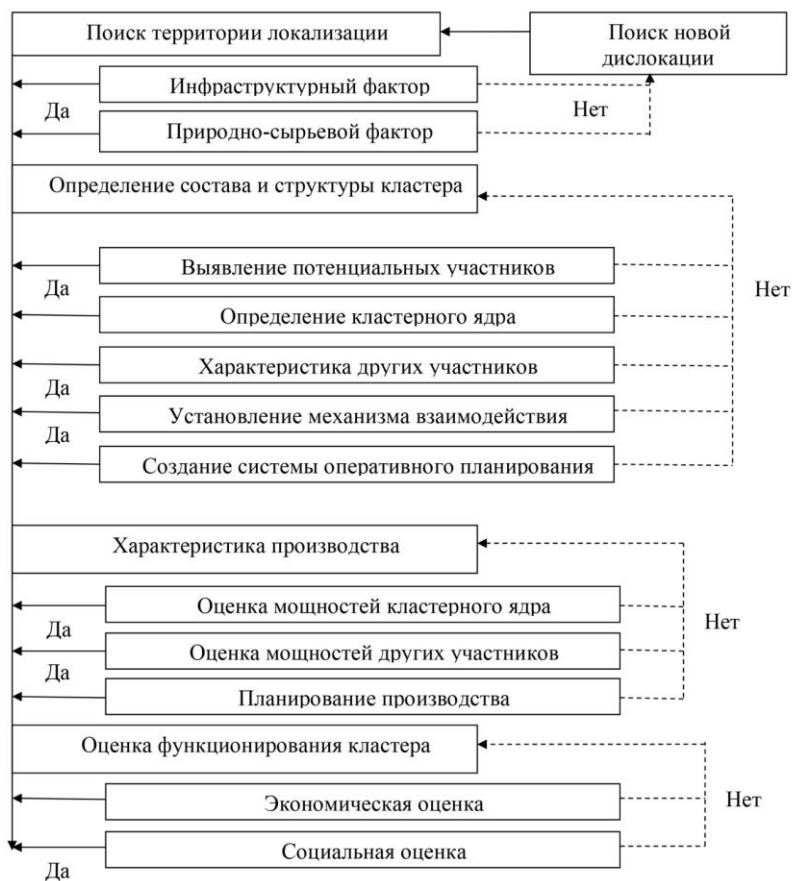 Поиск территории локализации
Поиск новой
дислокации
Инфраструктурный фактор
Да
Нет
Природно-сырьевой фактор
Определение состава и структуры кластера
Выявление потенциальных участников
Да
Нет
Определение кластерного ядра
Характеристика других участников
Да
Установление механизма взаимодействия
Да
Создание системы оперативного планирования
Характеристика производства
Оценка мощностей кластерного ядра
Да
Нет
Оценка мощностей других участников
Да
Планирование производства
Оценка функционирования кластера
Экономическая оценка
Нет
Социальная оценка
Да